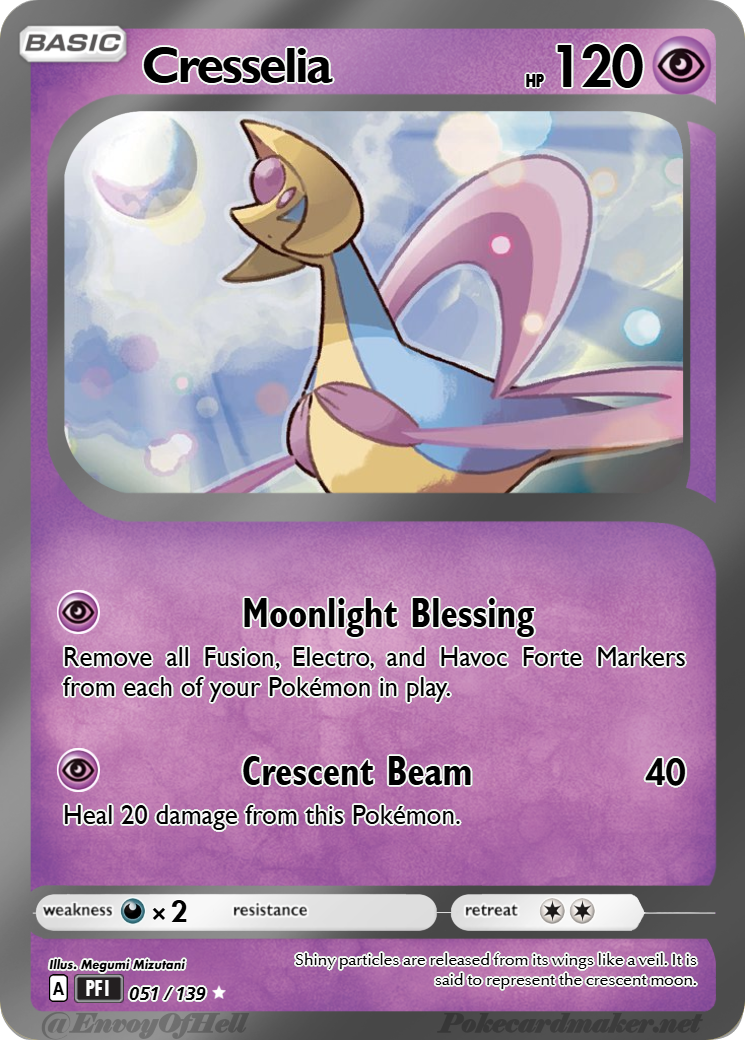 BASIC
Cresselia HP 120
Moonlight Blessing
Remove all Fusion, Electro, and Havoc Forte Markers
from each of your Pokémon in play.
Crescent Beam 40
Heal 20 damage from this Pokémon.
weakness × 2 resistance retreat
Illus. Megumi Mizutani
A PFI 051 / 139
Shiny particles are released from its wings like a veil. It is
said to represent the crescent moon.
@EnvoyOfHell Pokecardmaker.net